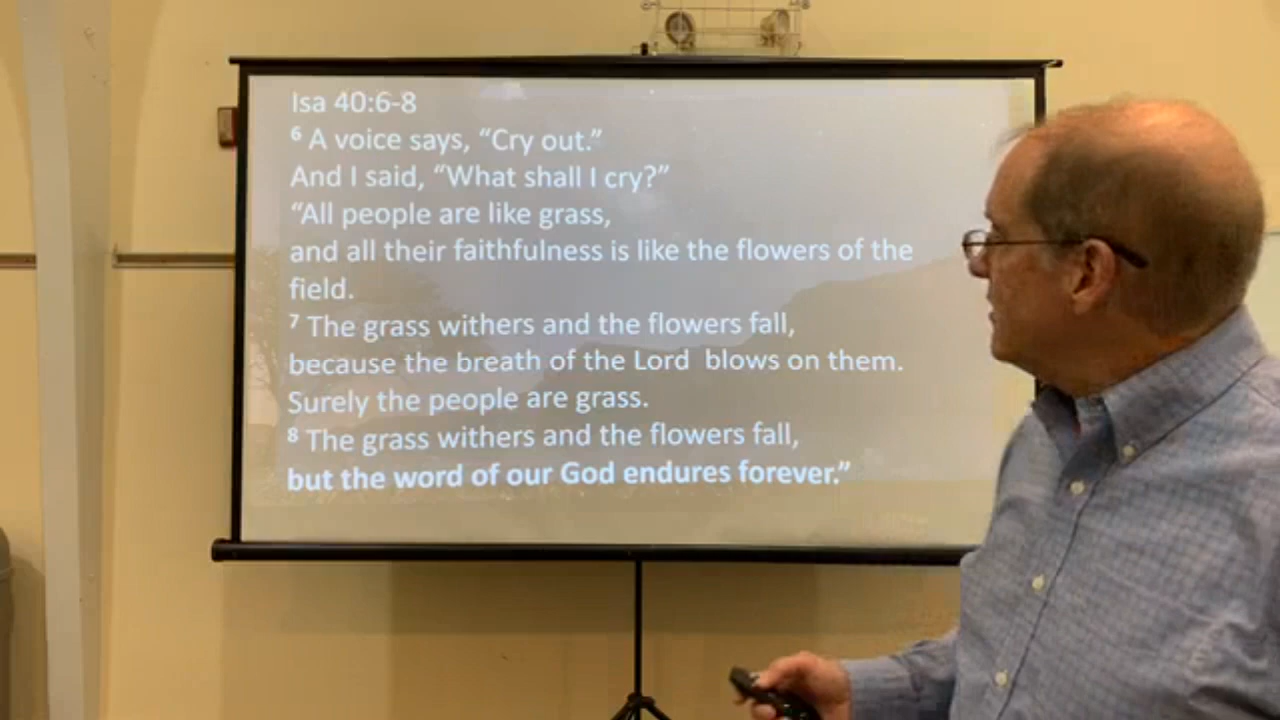 Isa 40:6-8
⁶ A voice says, “Cry out.”
And I said, “What shall I cry?”
“All people are like grass,
and all their faithfulness is like the flowers of the
field.
⁷ The grass withers and the flowers fall,
because the breath of the Lord  blows on them.
Surely the people are grass.
⁸ The grass withers and the flowers fall,
but the word of our God endures forever.”